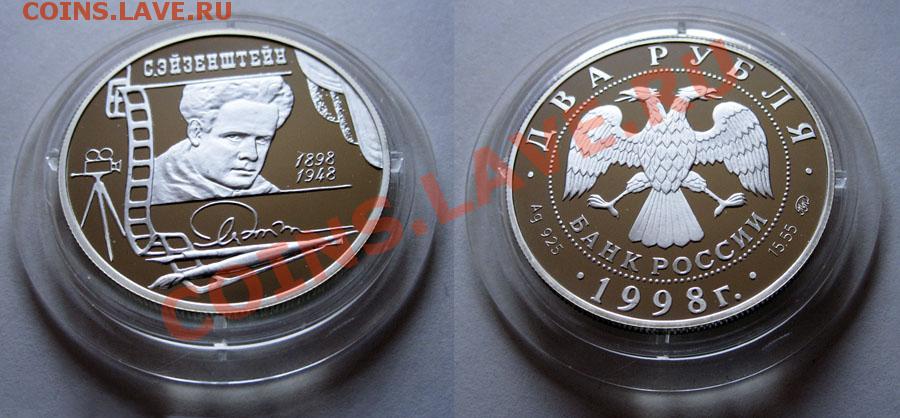 COINS.LAVE.RU
С.ЭЙЗЕНШТЕЙН
1898
1948
ДВА РУБЛЯ
Ag 925
15.55
БАНК РОССИИ
1998г.
COINS.LAVE.RU